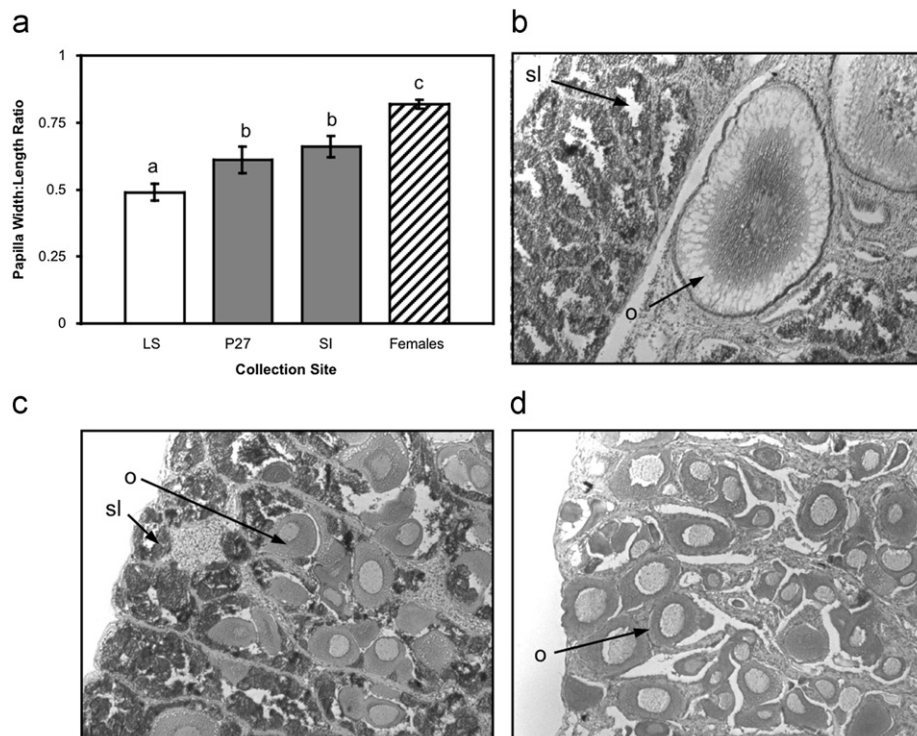 a
b
1
0.75
0.5
0.25
0
Papilla Width:Length Ratio
a
b
b
c
LS
P27
SI
Females
Collection Site
sl
o
c
d
o
sl
o